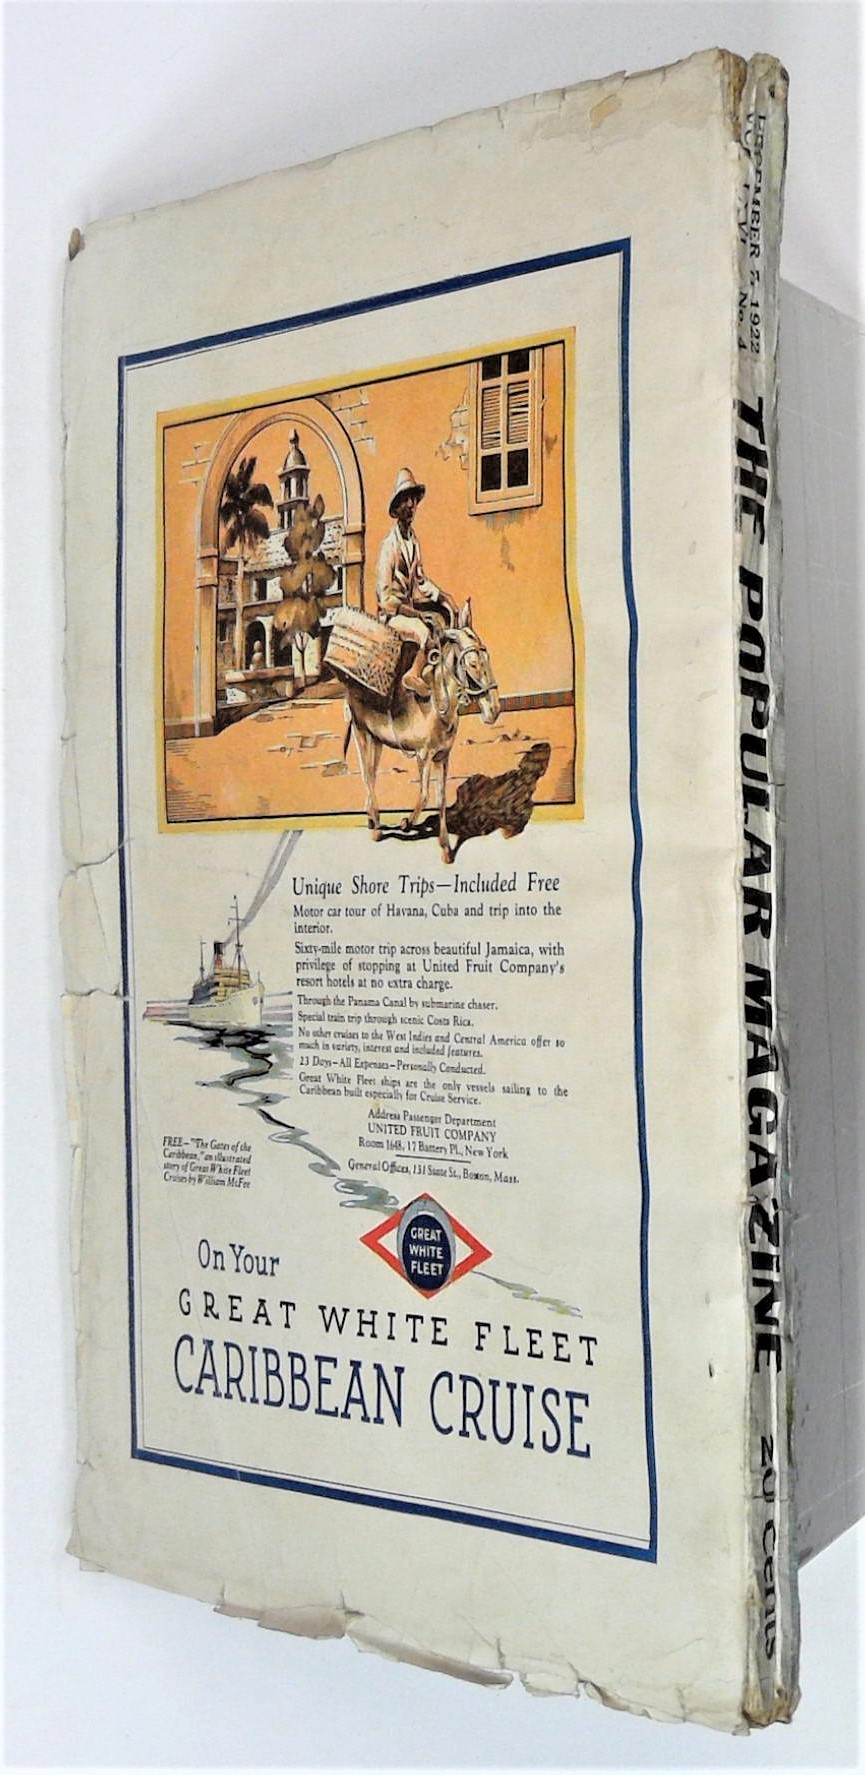 Unique Shore Trips—Included Free
Motor car tour of Havana, Cuba and trip into the
interior.
Sixty-mile motor trip across beautiful Jamaica, with
privilege of stopping at United Fruit Company's
resort hotels at no extra charge.
Through the Panama Canal by submarine chaser.
Special train trip through scenic Costa Rica.
No other cruises to the West Indies and Central America offer so
much in variety, interest and included features.
23 Days—All Expenses—Personally Conducted.
Great White Fleet ships are the only vessels sailing to the
Caribbean built especially for Cruise Service.
Address Passenger Department
UNITED FRUIT COMPANY
Room 1648, 17 Battery Pl., New York
General Offices, 131 State St., Boston, Mass.
FREE—"The Gates of the
Caribbean," an illustrated
story of Great White Fleet
Cruises by William McFee
GREAT
WHITE
FLEET
On Your
GREAT WHITE FLEET
CARIBBEAN CRUISE
1922
No. 4
THE POPULAR MAGAZINE
20 Cents